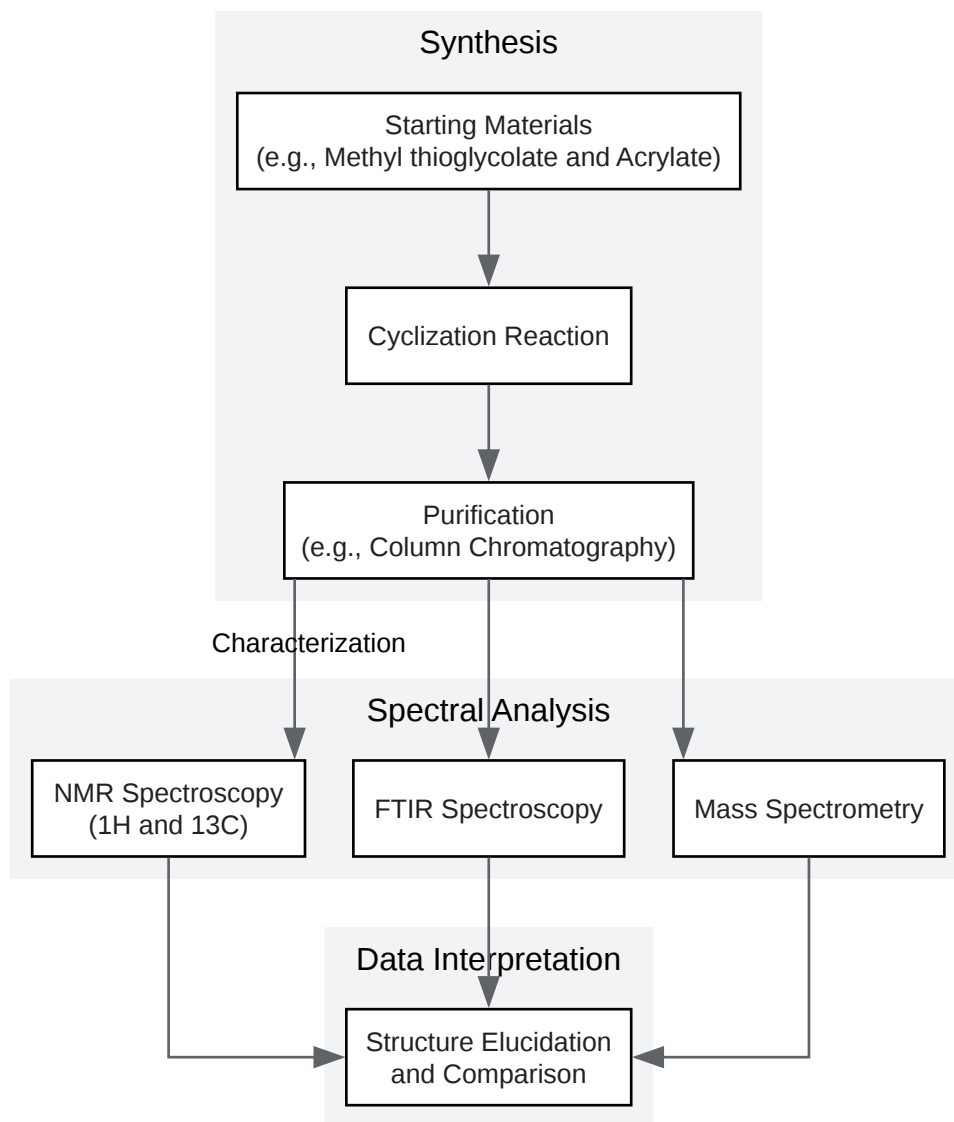 Synthesis
Starting Materials
(e.g., Methyl thioglycolate and Acrylate)
Cyclization Reaction
Purification
(e.g., Column Chromatography)
Characterization
Spectral Analysis
NMR Spectroscopy
(1H and 13C)
FTIR Spectroscopy
Mass Spectrometry
Data Interpretation
Structure Elucidation
and Comparison